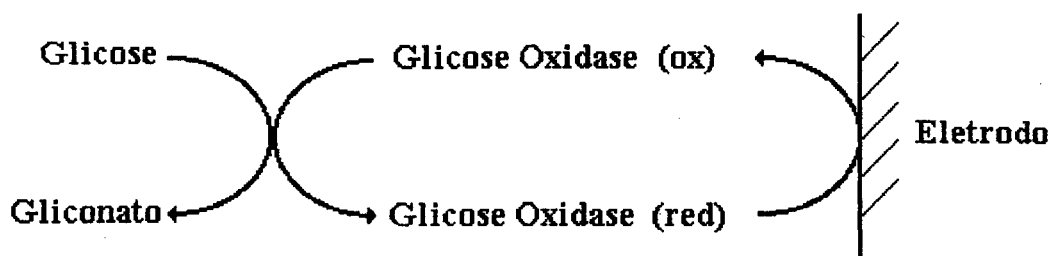 Glicose Glicose Oxidase (ox)
Eletrodo
Gliconato Glicose Oxidase (red)